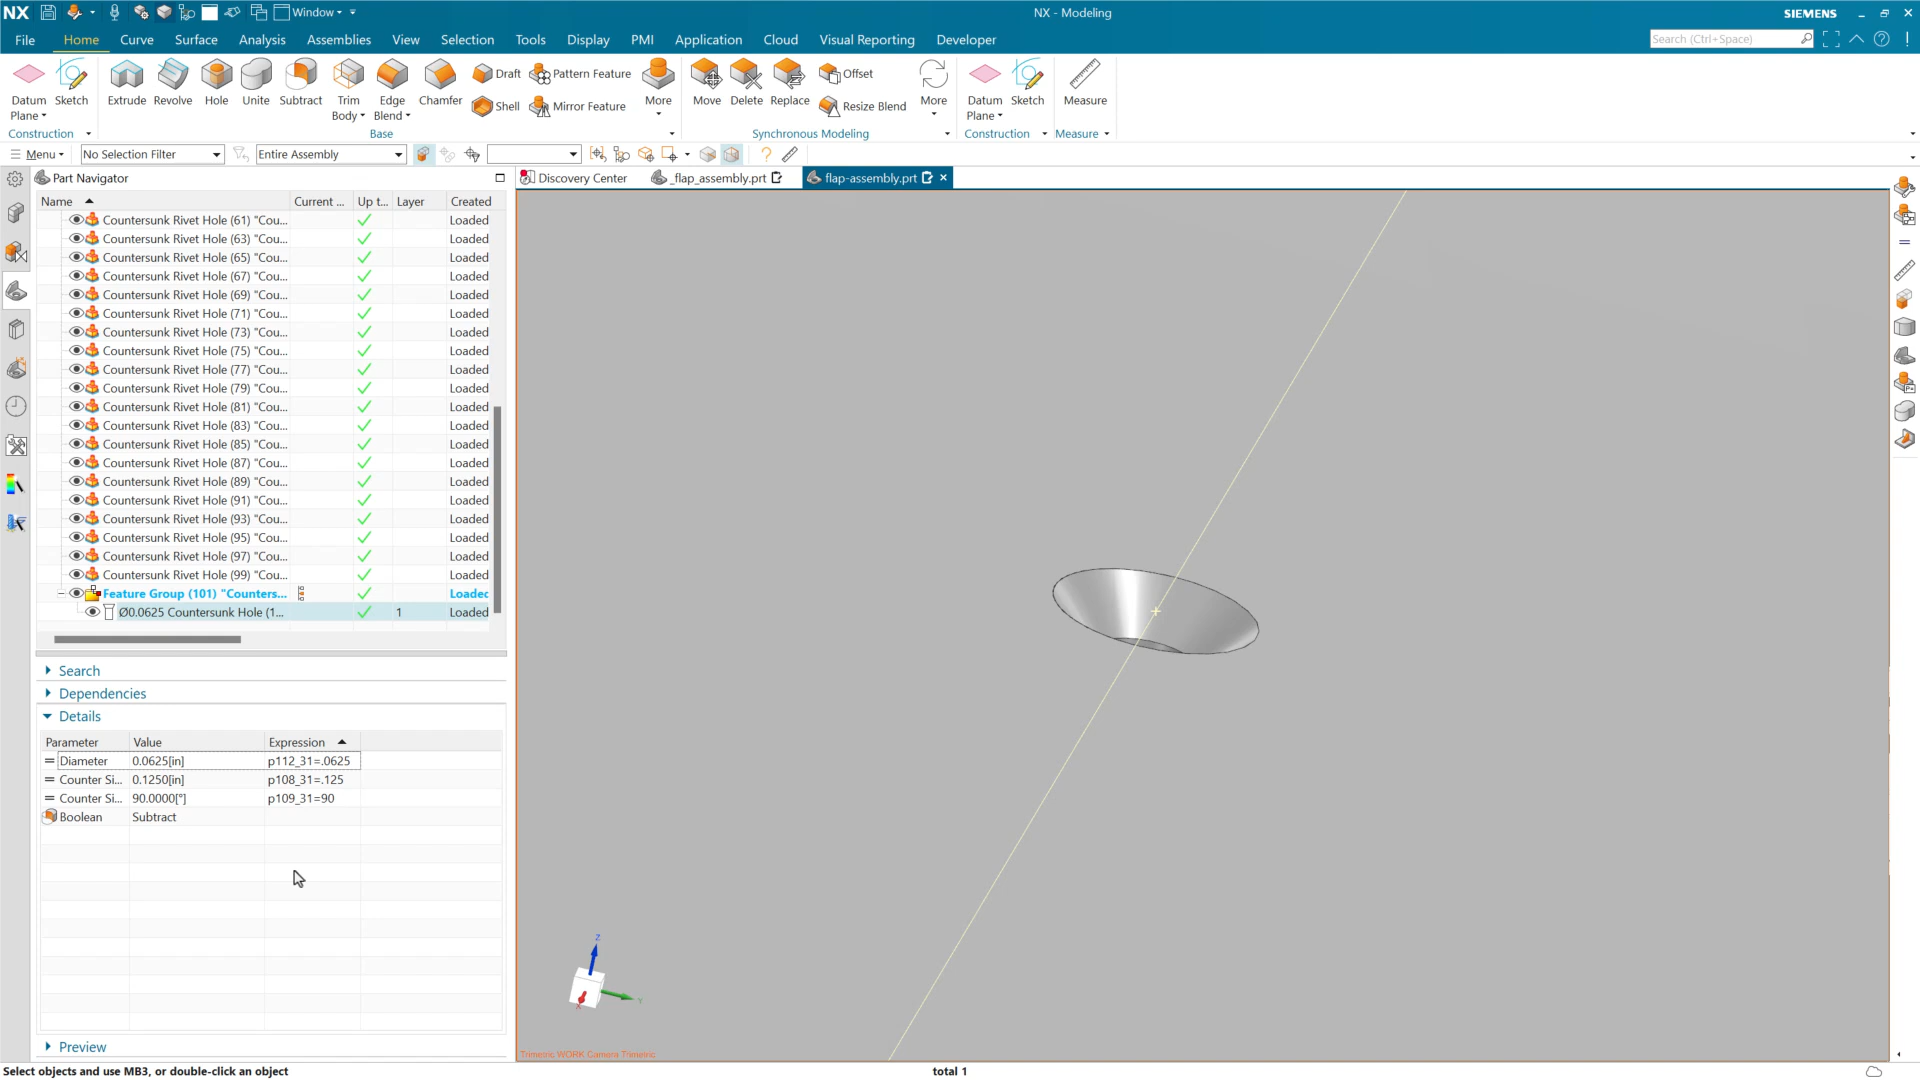 NX Window NX - Modeling SIEMENS
File Home Curve Surface Analysis Assemblies View Selection Tools Display PMI Application Cloud Visual Reporting Developer Search (Ctrl+Space)
Datum Plane Sketch Extrude Revolve Hole Unite Subtract Trim Body Edge Blend Chamfer Draft Shell Pattern Feature Mirror Feature More Move Delete Replace Offset Resize Blend More Datum Plane Sketch Measure
Construction Base Synchronous Modeling Construction Measure
Menu No Selection Filter Entire Assembly
Part Navigator Discovery Center _flap_assembly.prt flap-assembly.prt
Name Current ... Up t... Layer Created
Countersunk Rivet Hole (61) "Cou... Loaded
Countersunk Rivet Hole (63) "Cou... Loaded
Countersunk Rivet Hole (65) "Cou... Loaded
Countersunk Rivet Hole (67) "Cou... Loaded
Countersunk Rivet Hole (69) "Cou... Loaded
Countersunk Rivet Hole (71) "Cou... Loaded
Countersunk Rivet Hole (73) "Cou... Loaded
Countersunk Rivet Hole (75) "Cou... Loaded
Countersunk Rivet Hole (77) "Cou... Loaded
Countersunk Rivet Hole (79) "Cou... Loaded
Countersunk Rivet Hole (81) "Cou... Loaded
Countersunk Rivet Hole (83) "Cou... Loaded
Countersunk Rivet Hole (85) "Cou... Loaded
Countersunk Rivet Hole (87) "Cou... Loaded
Countersunk Rivet Hole (89) "Cou... Loaded
Countersunk Rivet Hole (91) "Cou... Loaded
Countersunk Rivet Hole (93) "Cou... Loaded
Countersunk Rivet Hole (95) "Cou... Loaded
Countersunk Rivet Hole (97) "Cou... Loaded
Countersunk Rivet Hole (99) "Cou... Loaded
Feature Group (101) "Counters... Loaded
Ø0.0625 Countersunk Hole (1... 1 Loaded
Search
Dependencies
Details
Parameter Value Expression
Diameter 0.0625[in] p112_31=.0625
Counter Si... 0.1250[in] p108_31=.125
Counter Si... 90.0000[°] p109_31=90
Boolean Subtract
Z
Y
X
Preview
Trimetric WORK Camera Trimetric
Select objects and use MB3, or double-click an object total 1